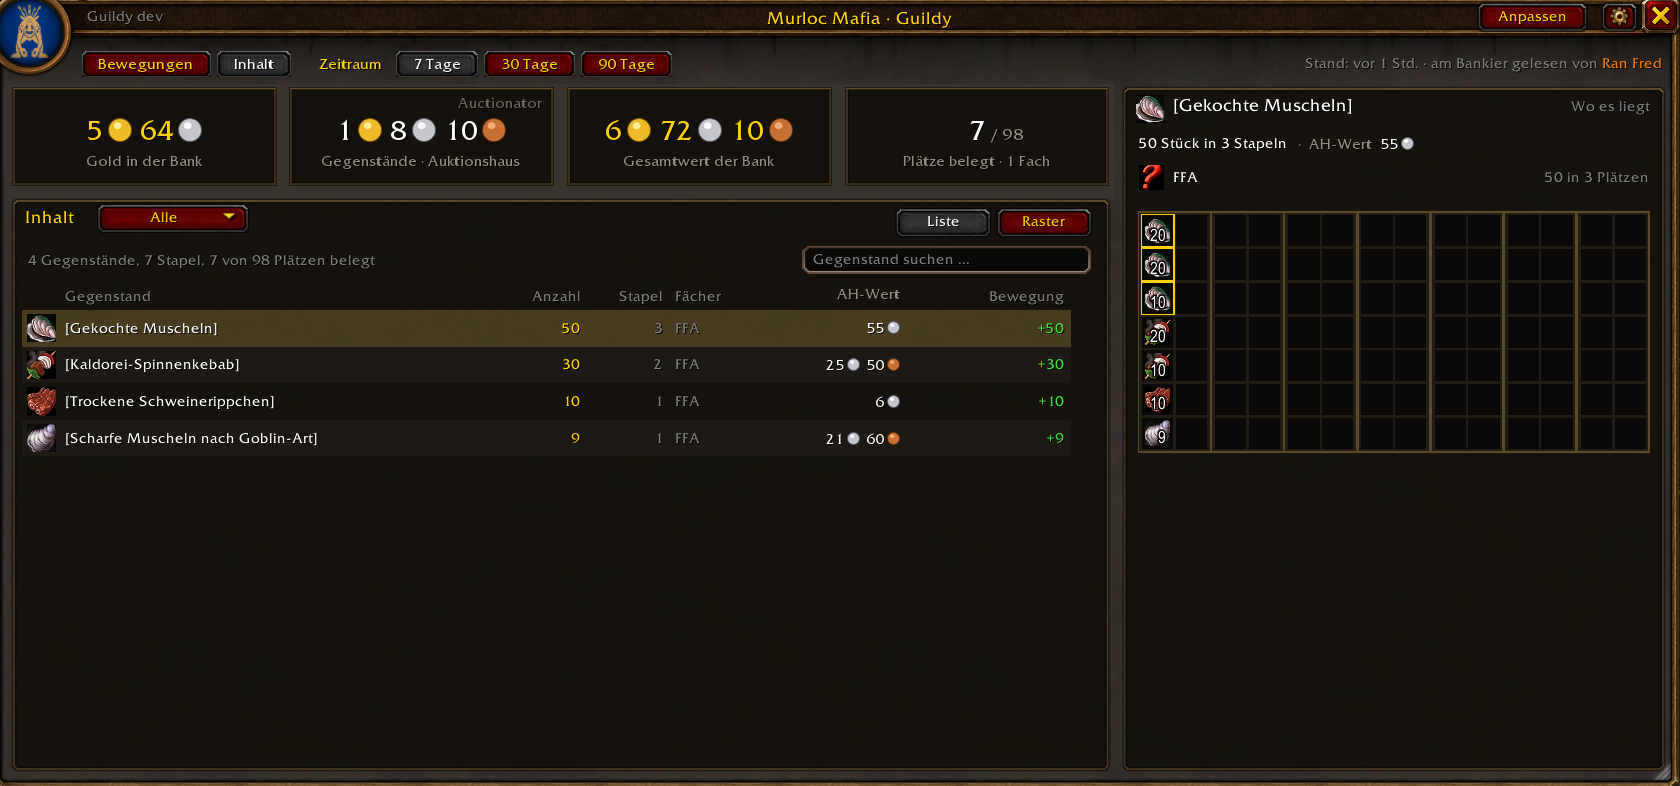 Guildy dev
Murloc Mafia · Guildy
Anpassen
Bewegungen Inhalt Zeitraum 7 Tage 30 Tage 90 Tage
Stand: vor 1 Std. · am Bankier gelesen von Ran Fred
5 64
Gold in der Bank
Auctionator
1 8 10
Gegenstände · Auktionshaus
6 72 10
Gesamtwert der Bank
7 / 98
Plätze belegt · 1 Fach
Inhalt Alle Liste Raster
4 Gegenstände, 7 Stapel, 7 von 98 Plätzen belegt
Gegenstand suchen ...
Gegenstand Anzahl Stapel Fächer AH-Wert Bewegung
[Gekochte Muscheln] 50 3 FFA 55 +50
[Kaldorei-Spinnenkebab] 30 2 FFA 25 50 +30
[Trockene Schweinerippchen] 10 1 FFA 6 +10
[Scharfe Muscheln nach Goblin-Art] 9 1 FFA 21 60 +9
[Gekochte Muscheln] Wo es liegt
50 Stück in 3 Stapeln · AH-Wert 55
? FFA 50 in 3 Plätzen
20
20
10
20
10
10
9